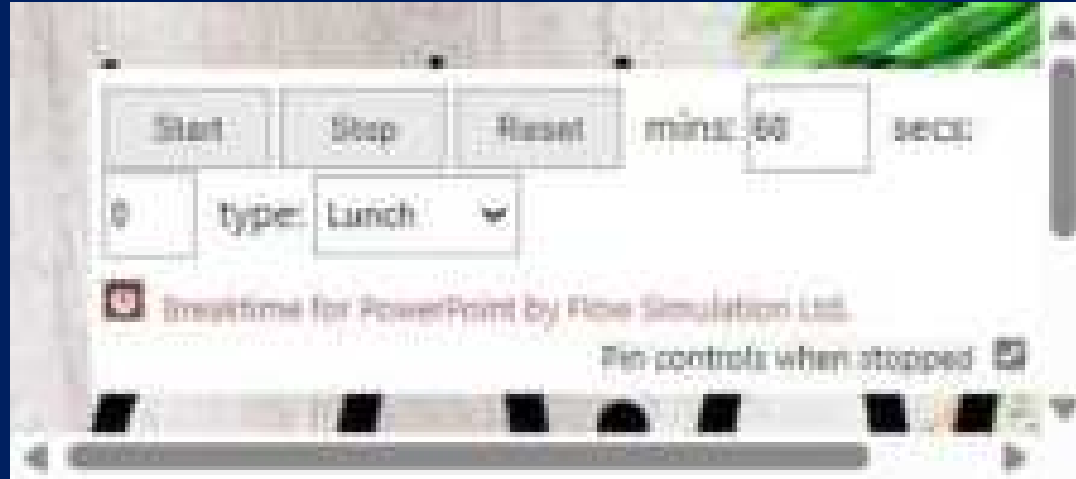 Start Stop Reset mins: 60 secs:
0 type: Lunch
Breaktime for PowerPoint by Flow Simulation Ltd.
Pin controls when stopped